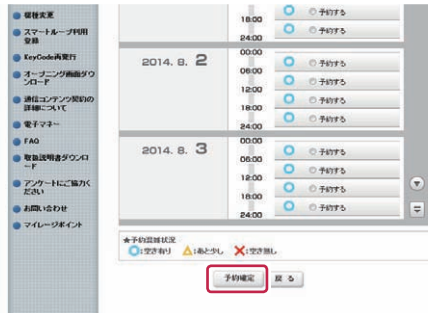 機種変更
スマートループ利用
登録
KeyCode再発行
オープニング画面ダウ
ンロード
通信コンテンツ契約の
詳細について
電子マネー
FAQ
取扱説明書ダウンロ
ード
アンケートにご協力く
ださい
お問い合わせ
マイレージポイント
18:00
予約する
24:00
2014. 8. 2
00:00
予約する
06:00
予約する
12:00
予約する
18:00
予約する
24:00
2014. 8. 3
00:00
予約する
06:00
予約する
12:00
予約する
18:00
予約する
24:00
★予約混雑状況
○:空き有り △:あと少し ×:空き無し
予約確定 戻る